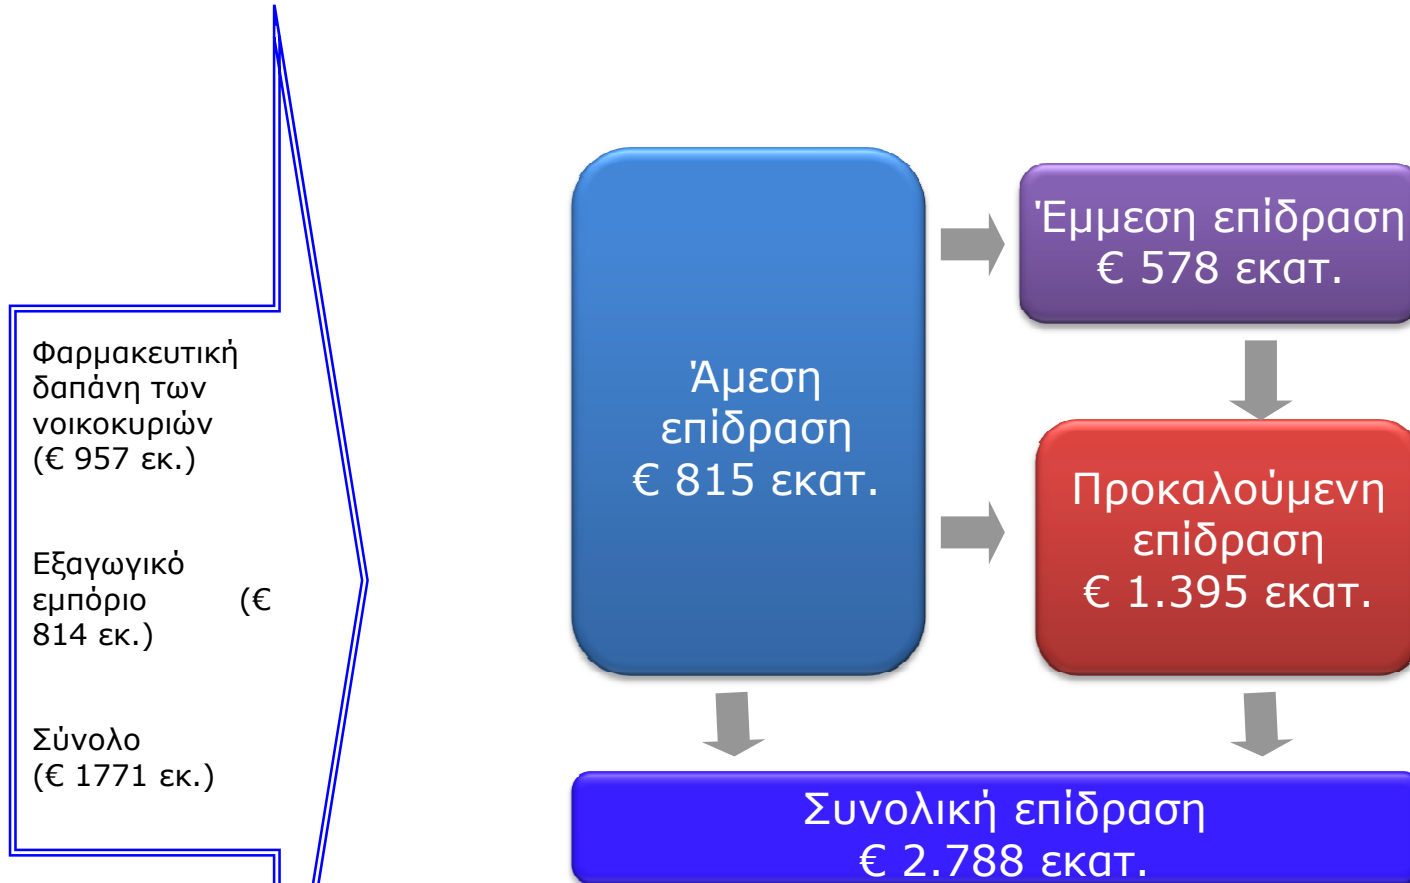 Φαρμακευτική
δαπάνη των
νοικοκυριών
(€ 957 εκ.)
Εξαγωγικό
εμπόριο (€
814 εκ.)
Σύνολο
(€ 1771 εκ.)
Άμεση
επίδραση
€ 815 εκατ.
Έμμεση επίδραση
€ 578 εκατ.
Προκαλούμενη
επίδραση
€ 1.395 εκατ.
Συνολική επίδραση
€ 2.788 εκατ.